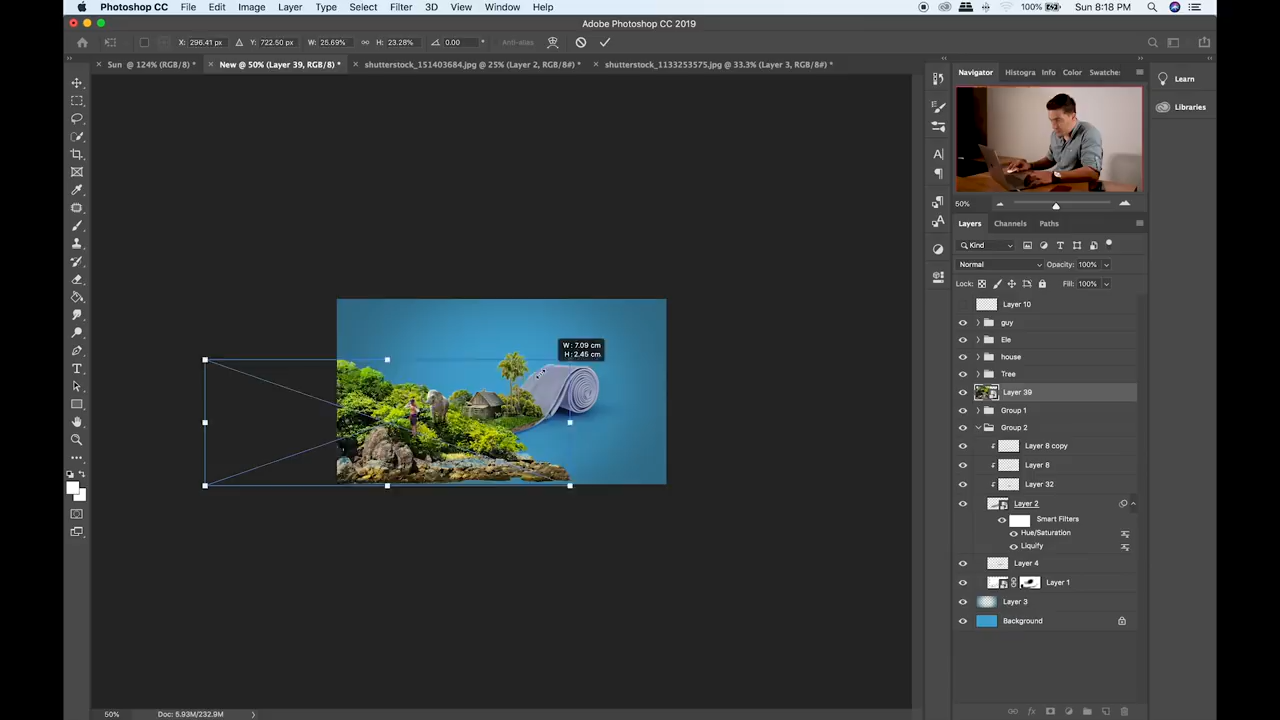 Photoshop CC File Edit Image Layer Type Select Filter 3D View Window Help 100% Sun 8:18 PM
Adobe Photoshop CC 2019
X: 296.41 px Y: 722.50 px W: 25.69% H: 23.28% 0.00 ° Anti-alias
Sun @ 124% (RGB/8) * New @ 50% (Layer 39, RGB/8) * shutterstock_151403684.jpg @ 25% (Layer 2, RGB/8#) * shutterstock_1133253575.jpg @ 33.3% (Layer 3, RGB/8#) *
Navigator Histogra Info Color Swatche:
Learn
Libraries
50%
Layers Channels Paths
Kind
Normal Opacity: 100%
Lock: Fill: 100%
Layer 10
guy
Ele
house
Tree
Layer 39
Group 1
Group 2
Layer 8 copy
Layer 8
Layer 32
Layer 2
Smart Filters
Hue/Saturation
Liquify
Layer 4
Layer 1
Layer 3
Background
W: 7.09 cm
H: 2.45 cm
50% Doc: 5.93M/232.9M